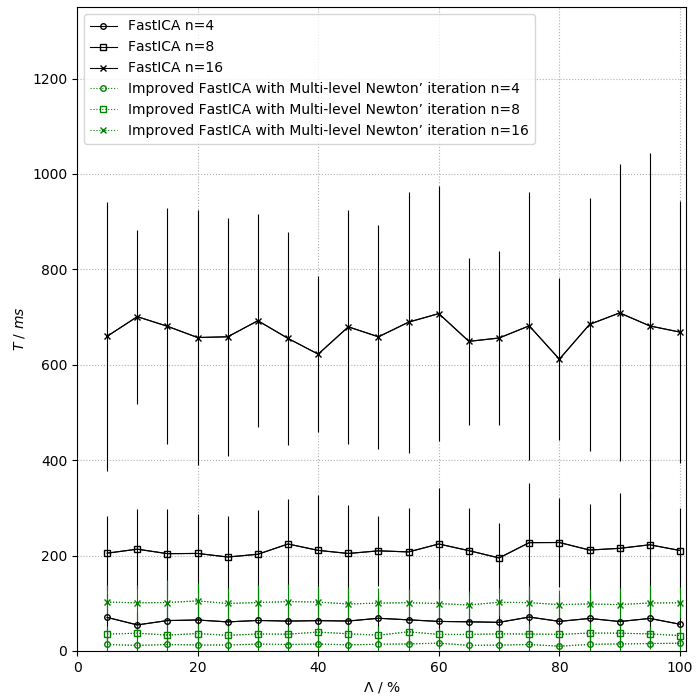 FastICA n=4
FastICA n=8
FastICA n=16
Improved FastICA with Multi-level Newton’ iteration n=4
Improved FastICA with Multi-level Newton’ iteration n=8
Improved FastICA with Multi-level Newton’ iteration n=16
1200
1000
800
600
400
200
0
T / ms
0 20 40 60 80 100
Λ / %